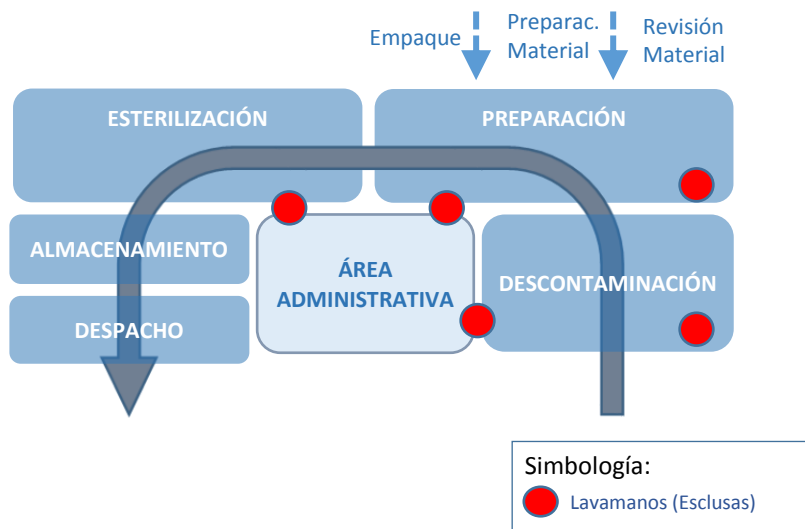 Empaque
Preparac.
Material
Revisión
Material
ESTERILIZACIÓN
PREPARACIÓN
ALMACENAMIENTO
ÁREA
ADMINISTRATIVA
DESCONTAMINACIÓN
DESPACHO
Simbología:
Lavamanos (Esclusas)